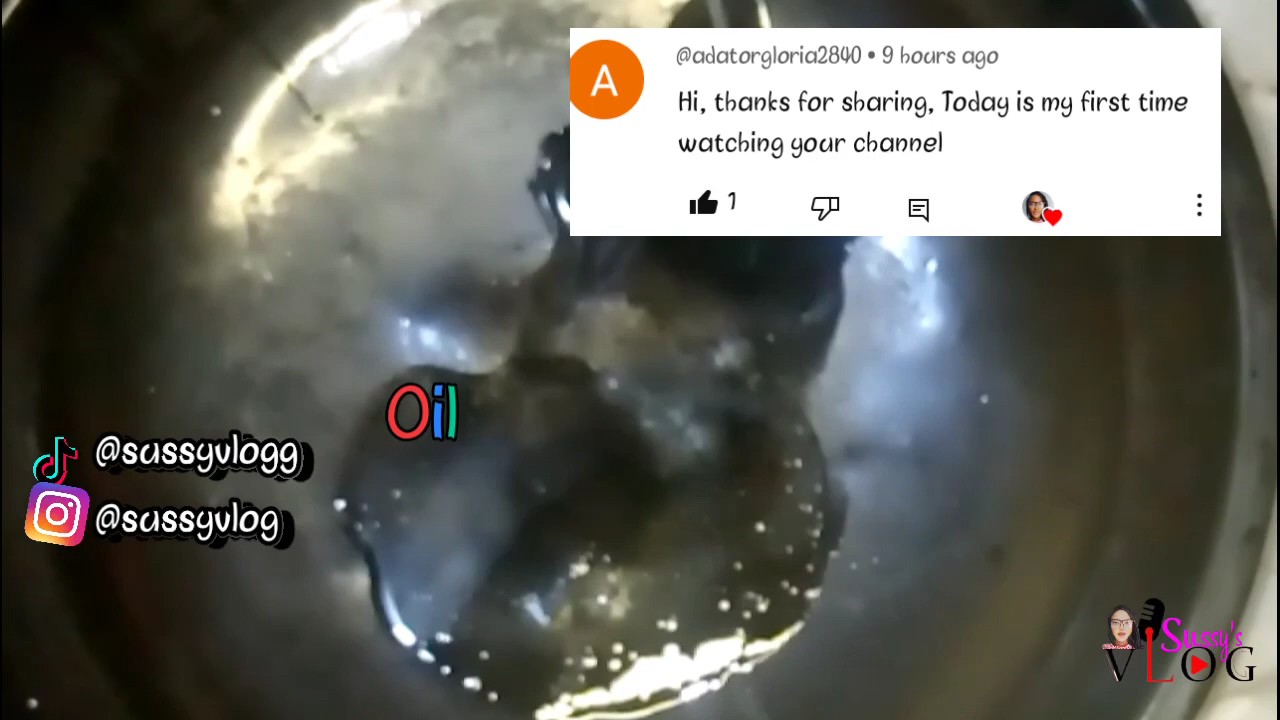 @adatorgloria2840 • 9 hours ago
A
Hi, thanks for sharing, Today is my first time
watching your channel
1
Oil
@sassyvlogg
@sassyvlog
Sassy's
VLOG